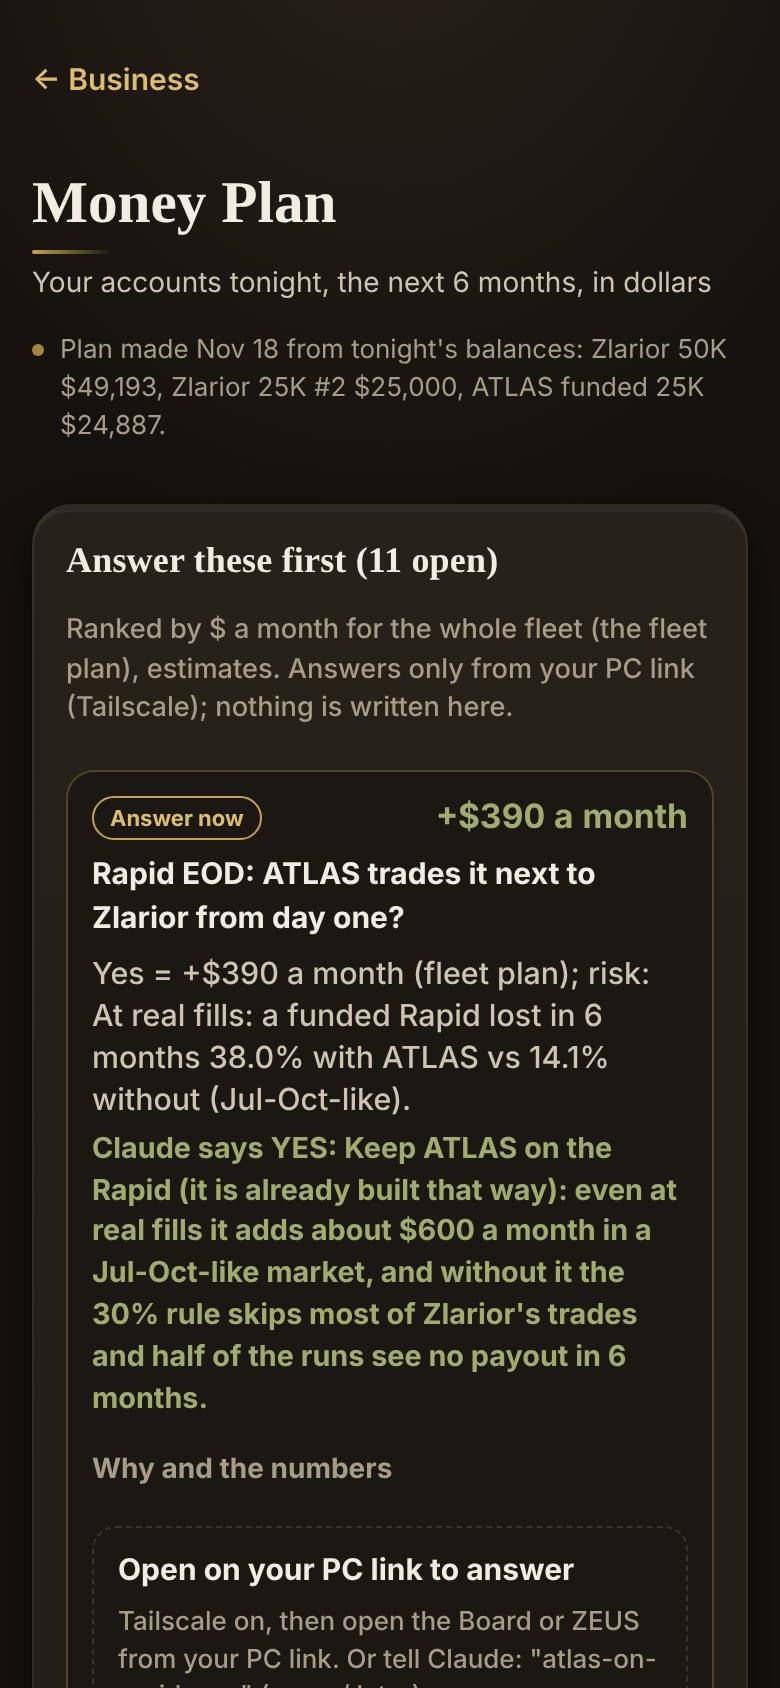 ← Business
Money Plan
Your accounts tonight, the next 6 months, in dollars
Plan made Nov 18 from tonight's balances: Zlarior 50K
$49,193, Zlarior 25K #2 $25,000, ATLAS funded 25K
$24,887.
Answer these first (11 open)
Ranked by $ a month for the whole fleet (the fleet
plan), estimates. Answers only from your PC link
(Tailscale); nothing is written here.
Answer now
+$390 a month
Rapid EOD: ATLAS trades it next to
Zlarior from day one?
Yes = +$390 a month (fleet plan); risk:
At real fills: a funded Rapid lost in 6
months 38.0% with ATLAS vs 14.1%
without (Jul-Oct-like).
Claude says YES: Keep ATLAS on the
Rapid (it is already built that way): even at
real fills it adds about $600 a month in a
Jul-Oct-like market, and without it the
30% rule skips most of Zlarior's trades
and half of the runs see no payout in 6
months.
Why and the numbers
Open on your PC link to answer
Tailscale on, then open the Board or ZEUS
from your PC link. Or tell Claude: "atlas-on-